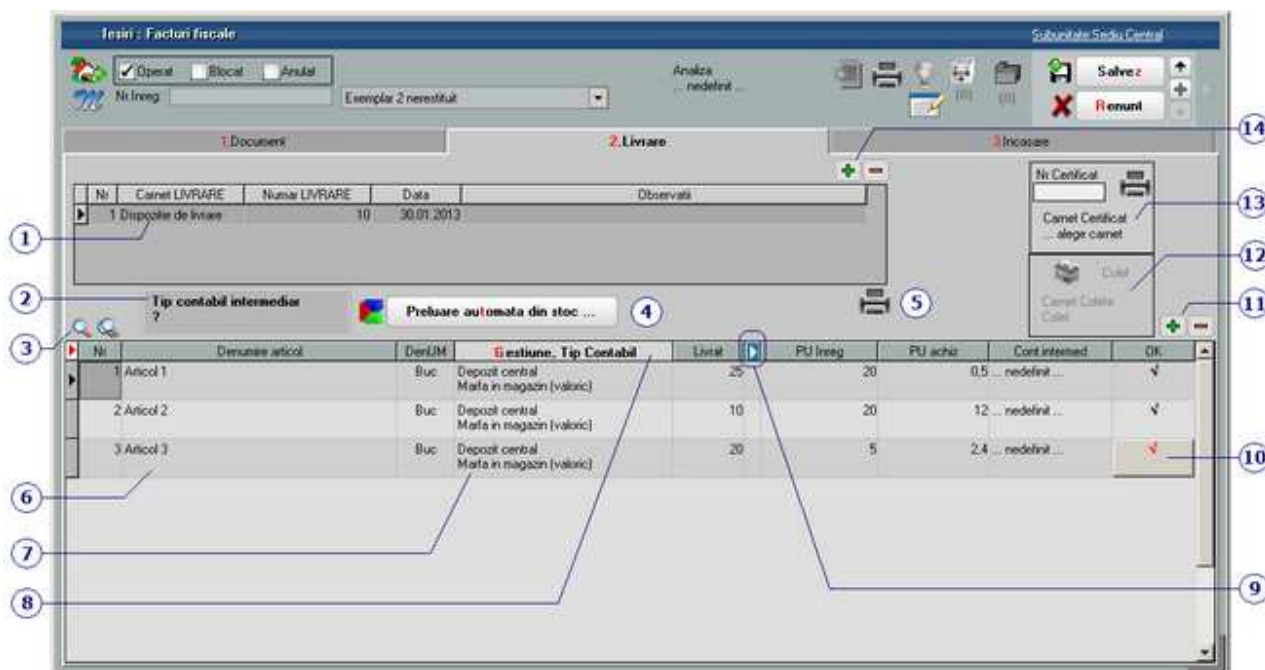 Iesiri : Facturi fiscale
Subunitate Sediu Central
Operat Blocat Anulat
Nr.Inreg
Exemplar 2 nerestituit
Analiza
... nedefinit ...
Salvez
Renunt
1.Document
2.Livrare
3.Incasare
14
Nr Carnet LIVRARE Numar LIVRARE Data Observatii
1 Dispozitie de livrare 10 30.01.2013
1
Nr Certificat
Carnet Certificat
... alege carnet
13
Colet
Carnet Colete
Colet
12
11
2
Tip contabil intermediar
?
Preluare automata din stoc ...
4
5
3
Nr Denumire articol DenUM Gestiune, Tip Contabil Livrat PU Inreg PU achiz Cont intermed OK
1 Articol 1 Buc Depozit central 25 20 0,5 ... nedefinit ...
Marfa in magazin (valoric)
2 Articol 2 Buc Depozit central 10 20 12 ... nedefinit ...
Marfa in magazin (valoric)
3 Articol 3 Buc Depozit central 20 5 2,4 ... nedefinit ...
Marfa in magazin (valoric)
10
6
7
8
9